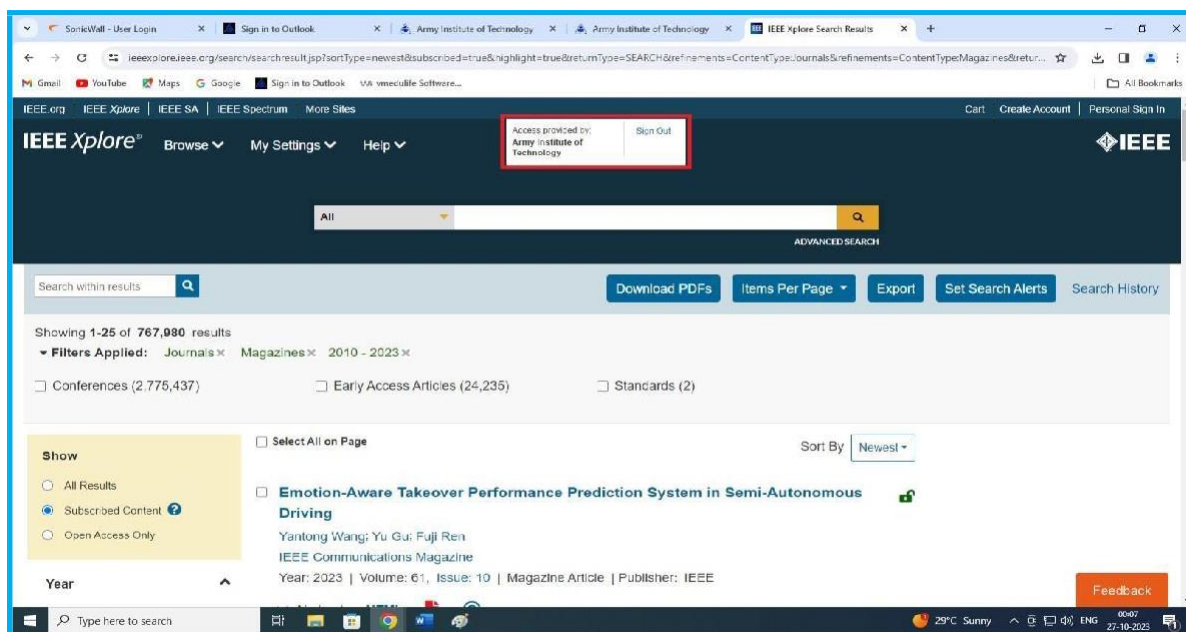 SonicWall - User Login
Sign in to Outlook
Army Institute of Technology
Army Institute of Technology
IEEE Xplore Search Results
ieeexplore.ieee.org/search/searchresult.jsp?sortType=newest&subscribed=true&highlight=true&returnType=SEARCH&refinements=ContentType:Journals&refinements=ContentType:Magazines&retur...
Gmail YouTube Maps Google Sign in to Outlook All Bookmarks
IEEE.org IEEE Xplore IEEE SA IEEE Spectrum More Sites Cart Create Account Personal Sign In
IEEE Xplore® Browse My Settings Help
Access provided by:
Army Institute of
Technology
Sign Out
IEEE
All
ADVANCED SEARCH
Search within results Download PDFs Items Per Page Export Set Search Alerts Search History
Showing 1-25 of 767,980 results
Filters Applied: Journals × Magazines × 2010 - 2023 ×
Conferences (2,775,437) Early Access Articles (24,235) Standards (2)
Show
All Results
Subscribed Content ?
Open Access Only
Year
Select All on Page Sort By Newest
Emotion-Aware Takeover Performance Prediction System in Semi-Autonomous
Driving
Yantong Wang; Yu Gu; Fuji Ren
IEEE Communications Magazine
Year: 2023 | Volume: 61, Issue: 10 | Magazine Article | Publisher: IEEE
Feedback
Type here to search 29°C Sunny ENG 00:07
27-10-2023